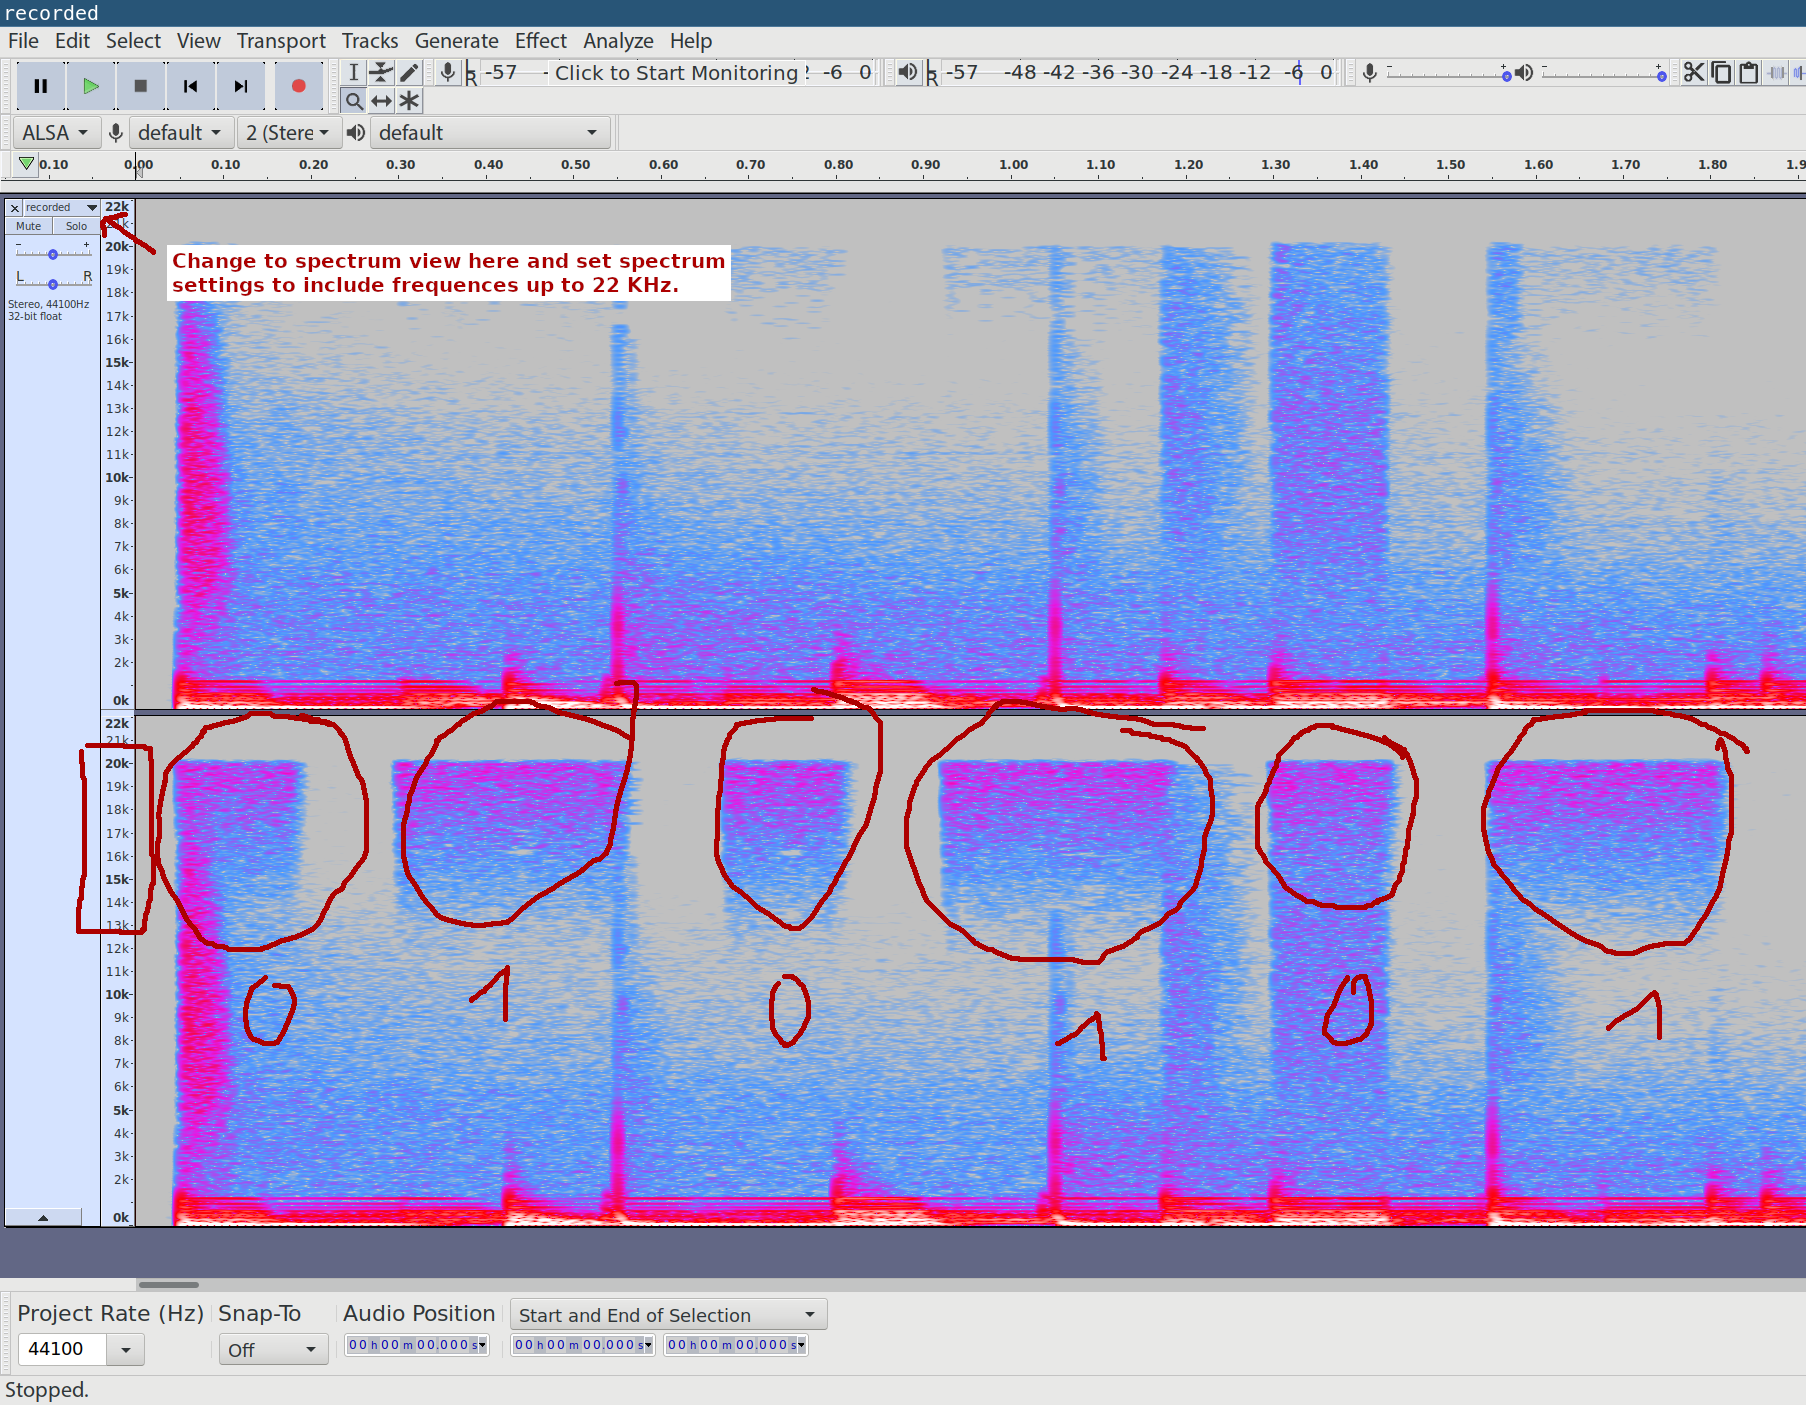 recorded
File Edit Select View Transport Tracks Generate Effect Analyze Help
R -57 - Click to Start Monitoring -6 0 R -57 -48 -42 -36 -30 -24 -18 -12 -6 0 - + - +
ALSA default 2 (Stere default
0.10 0.00 0.10 0.20 0.30 0.40 0.50 0.60 0.70 0.80 0.90 1.00 1.10 1.20 1.30 1.40 1.50 1.60 1.70 1.80 1.9
x recorded
Mute Solo
- +
L R
Stereo, 44100Hz
32-bit float
Change to spectrum view here and set spectrum
settings to include frequences up to 22 KHz.
22k
21k
20k
19k
18k
17k
16k
15k
14k
13k
12k
11k
10k
9k
8k
7k
6k
5k
4k
3k
2k
0k
22k
21k
20k
19k
18k
17k
16k
15k
14k
13k
12k
11k
10k
9k
8k
7k
6k
5k
4k
3k
2k
0k
0 1 0 1 0 1
Project Rate (Hz) Snap-To Audio Position Start and End of Selection
44100 Off 00 h 00 m 00.000 s 00 h 00 m 00.000 s 00 h 00 m 00.000 s
Stopped.